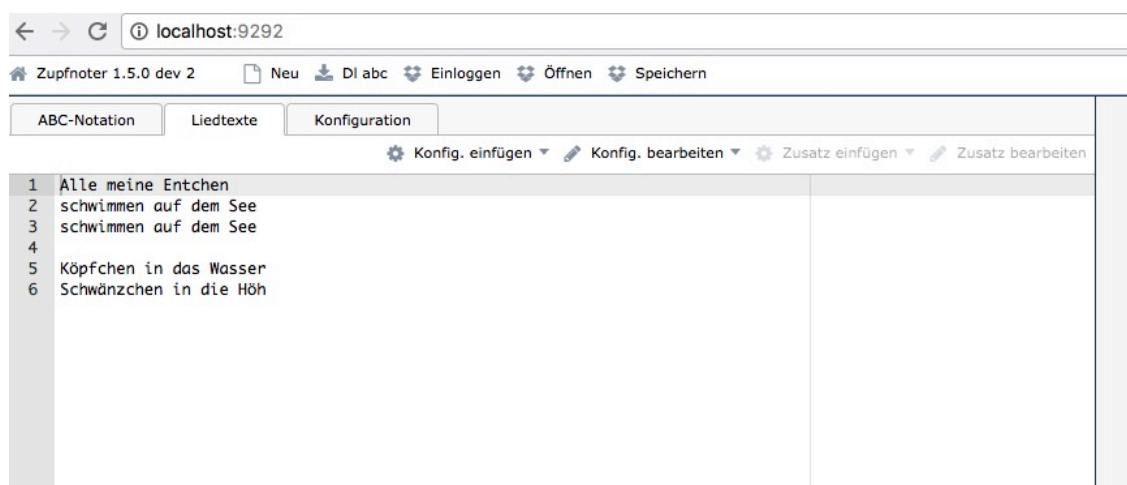 localhost:9292
Zupfnoter 1.5.0 dev 2 Neu Dl abc Einloggen Öffnen Speichern
ABC-Notation Liedtexte Konfiguration
Konfig. einfügen Konfig. bearbeiten Zusatz einfügen Zusatz bearbeiten
1 Alle meine Entchen
2 schwimmen auf dem See
3 schwimmen auf dem See
4
5 Köpfchen in das Wasser
6 Schwänzchen in die Höh